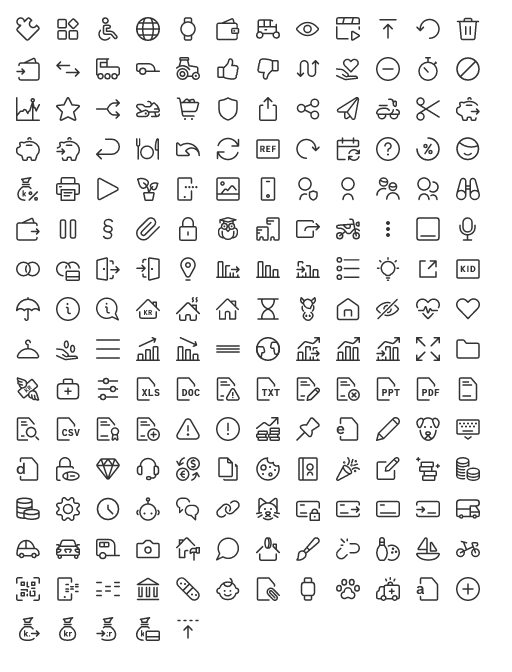 REF
%
?
k%
§
KID
i
i
KR
XLS
DOC
TXT
PPT
PDF
CSV
!
!
e
d
$
€
a
k.
kr
:r
k